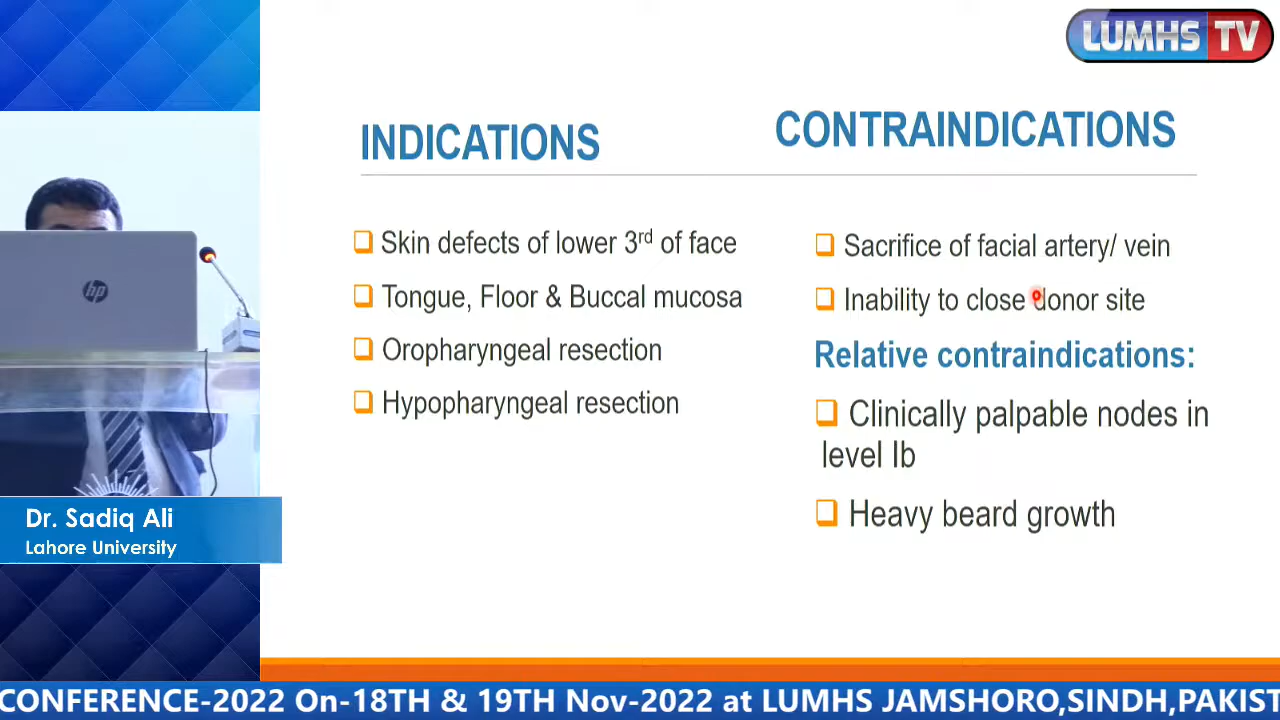 LUMHS TV
INDICATIONS
Skin defects of lower 3rd of face
Tongue, Floor & Buccal mucosa
Oropharyngeal resection
Hypopharyngeal resection
CONTRAINDICATIONS
Sacrifice of facial artery/ vein
Inability to close donor site
Relative contraindications:
Clinically palpable nodes in
level Ib
Heavy beard growth
hp
Dr. Sadiq Ali
Lahore University
CONFERENCE-2022 On-18TH & 19TH Nov-2022 at LUMHS JAMSHORO,SINDH,PAKIST